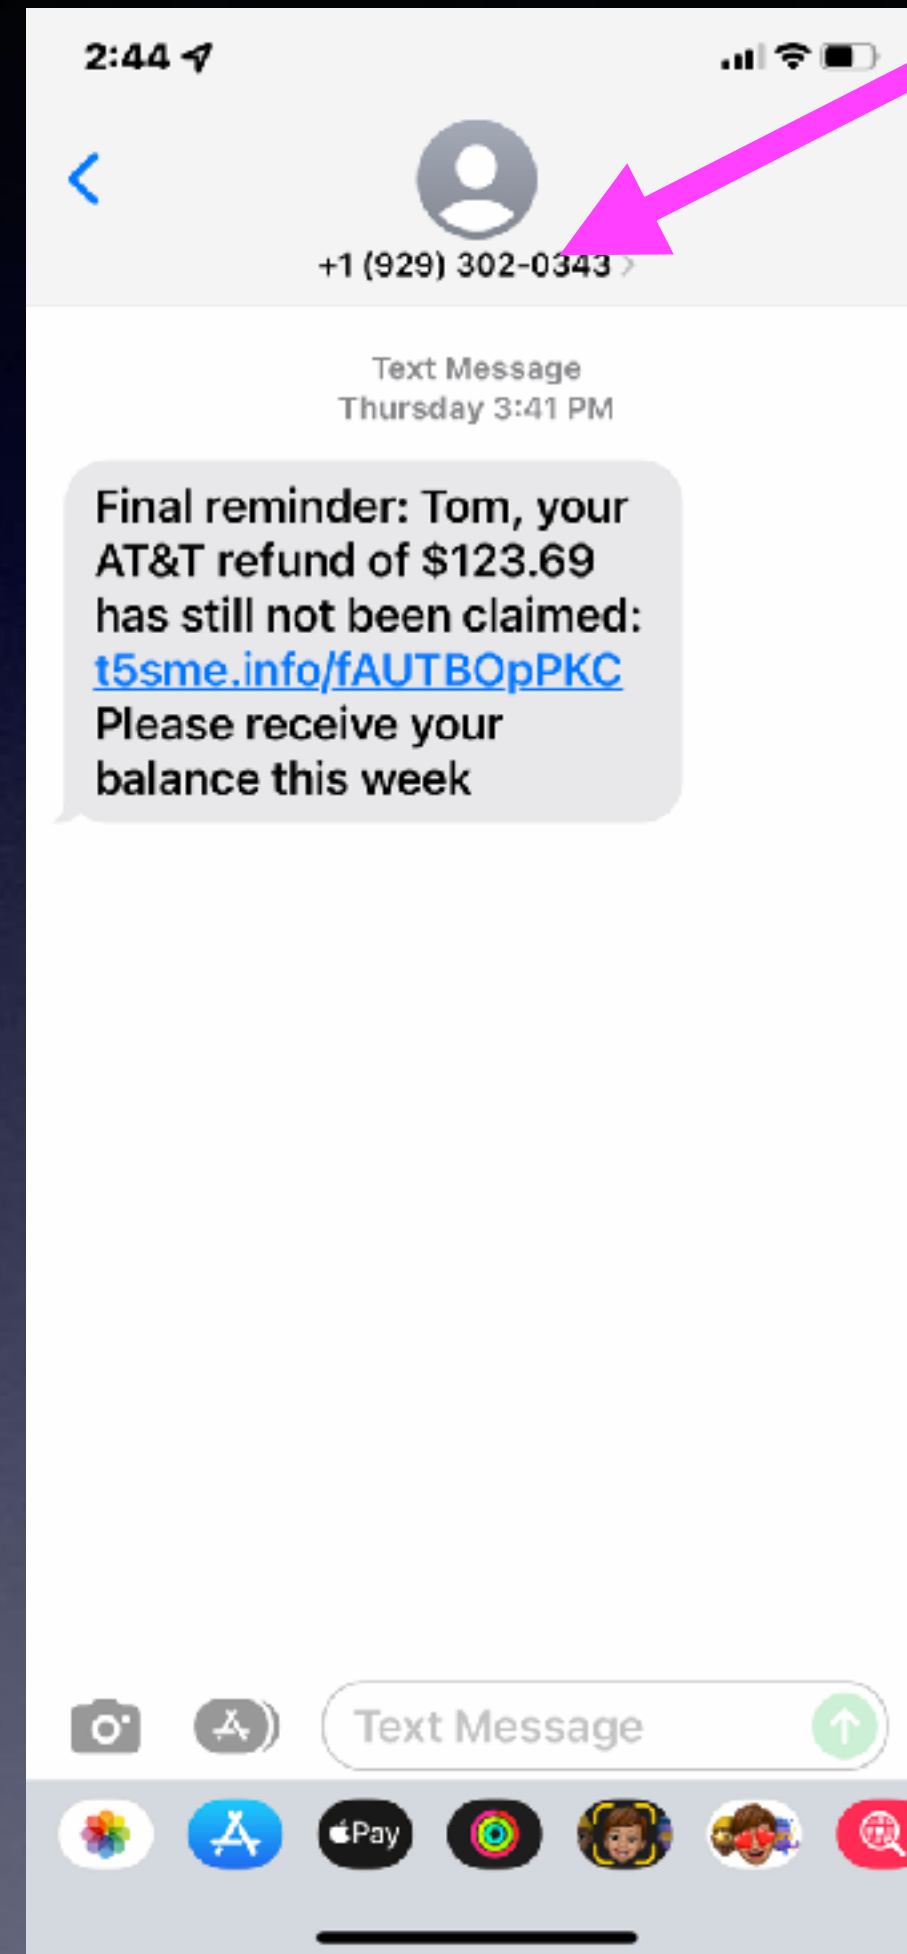 2:44
+1 (929) 302-0343
Text Message
Thursday 3:41 PM
Final reminder: Tom, your
AT&T refund of $123.69
has still not been claimed:
t5sme.info/fAUTBOpPKC
Please receive your
balance this week
Text Message
Pay